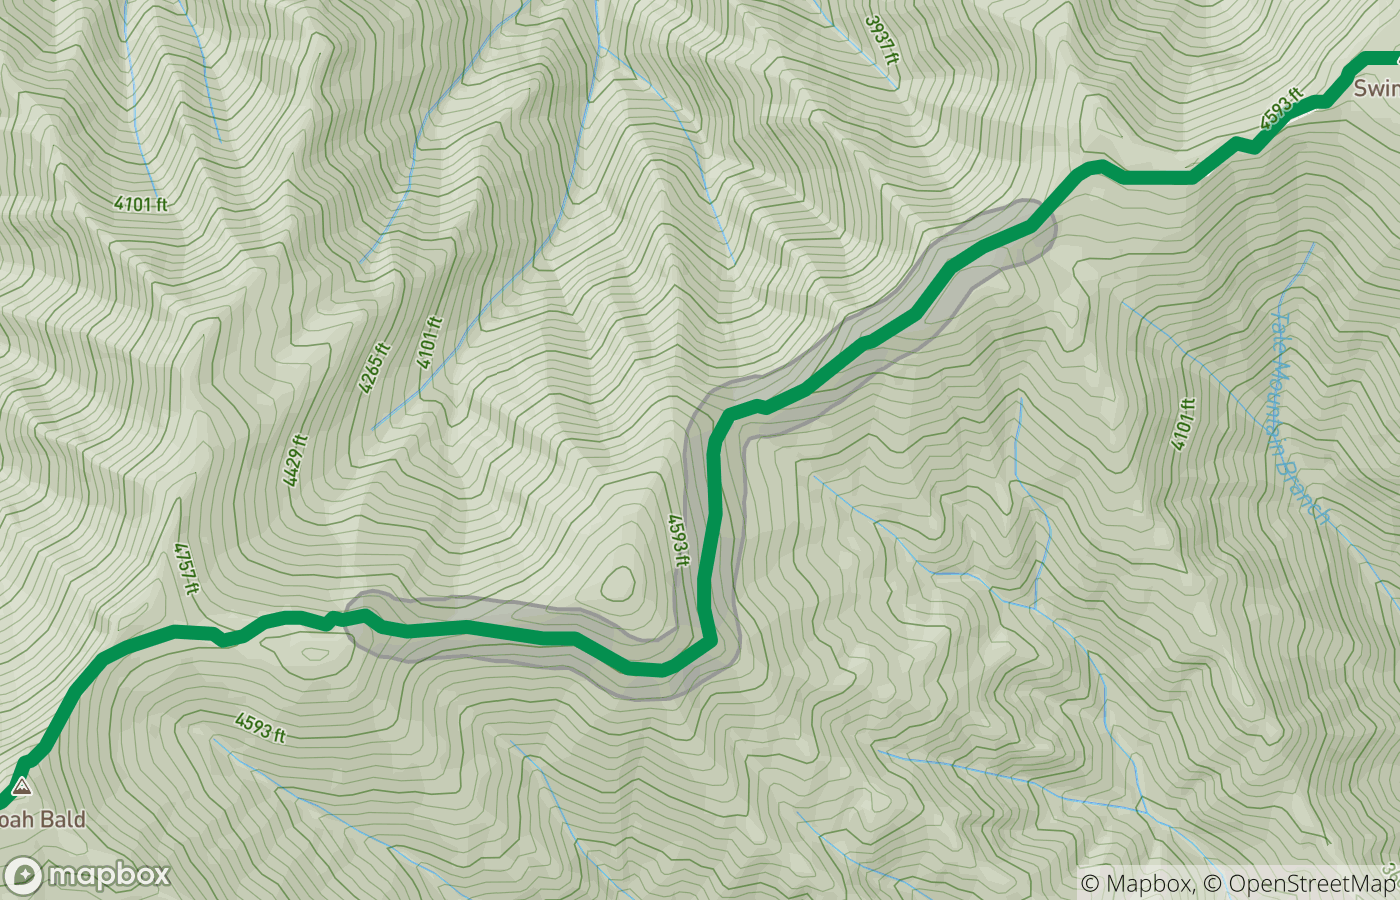 3937 ft
Swin
4593 ft
4101 ft
4101 ft
4265 ft
4101 ft
4429 ft
Tale Mountain Branch
4593 ft
4757 ft
4593 ft
oah Bald
mapbox
© Mapbox, © OpenStreetMap